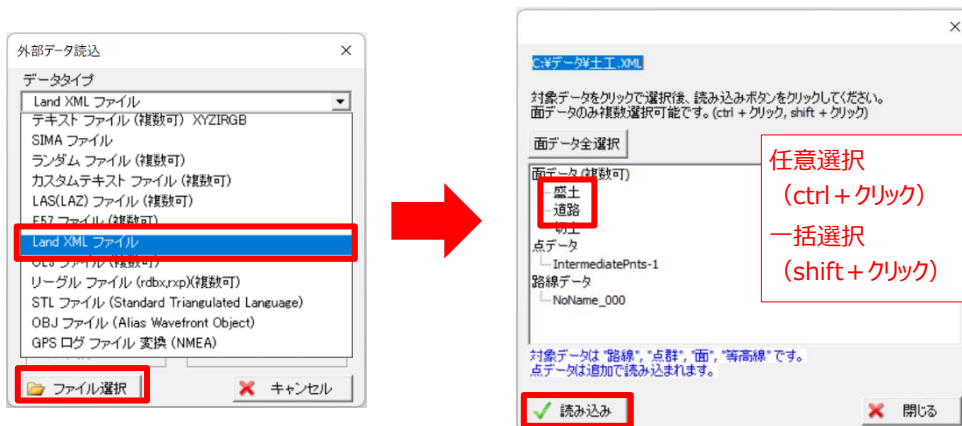 外部データ読込
データタイプ
Land XML ファイル
テキスト ファイル (複数可) XYZIRGB
SIMA ファイル
ランダム ファイル (複数可)
カスタムテキスト ファイル (複数可)
LAS(LAZ) ファイル (複数可)
E57 ファイル (複数可)
Land XML ファイル
リーグル ファイル (rdbx,rxp)(複数可)
STL ファイル (Standard Triangulated Language)
OBJ ファイル (Alias Wavefront Object)
GPS ログ ファイル 変換 (NMEA)
ファイル選択
キャンセル
C:¥データ¥土工.XML
対象データをクリックで選択後、読み込みボタンをクリックしてください。
面データのみ複数選択可能です。(ctrl + クリック, shift + クリック)
面データ全選択
面データ(複数可)
盛土
道路
切土
点データ
IntermediatePnts-1
路線データ
NoName_000
任意選択
(ctrl+クリック)
一括選択
(shift+クリック)
対象データは "路線", "点群", "面", "等高線" です。
点データは追加で読み込まれます。
読み込み
閉じる